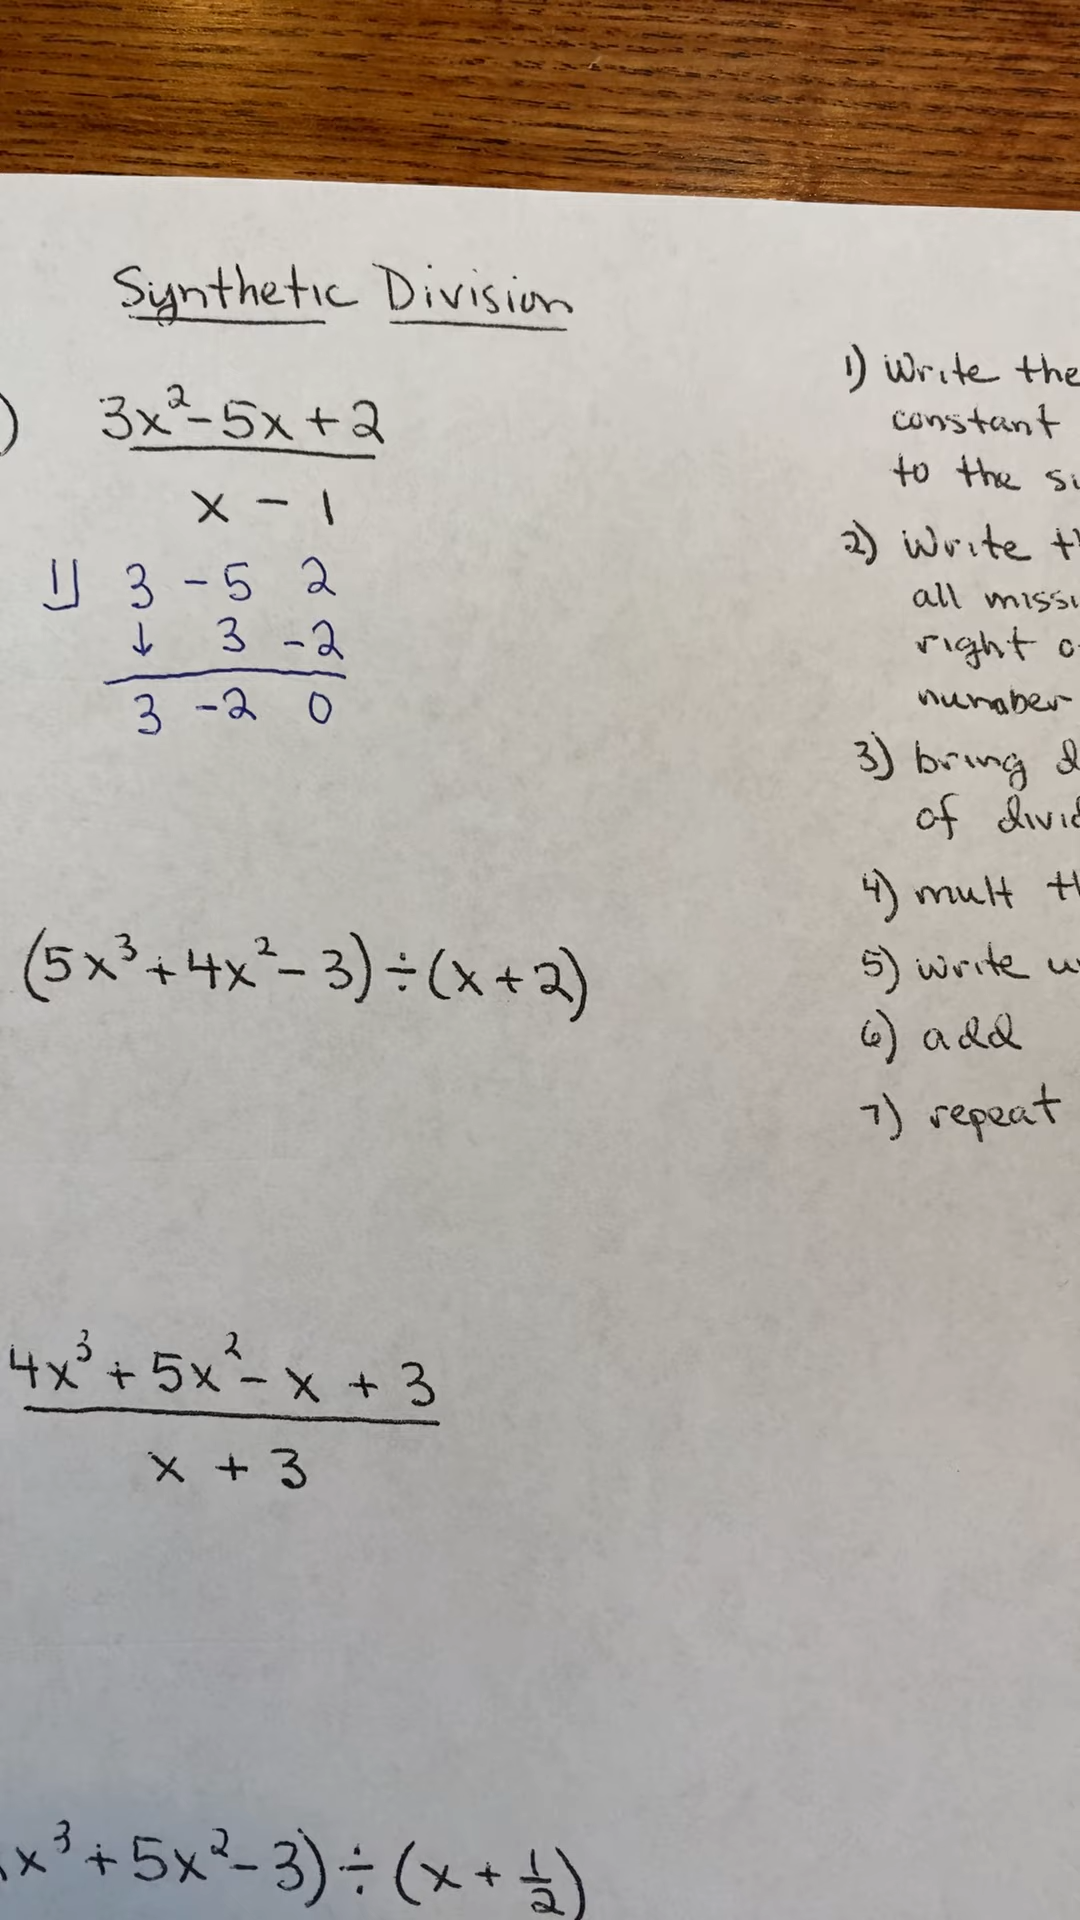 Synthetic Division
) 3x²-5x+2
x - 1
1 3 -5 2
↓ 3 -2
3 -2 0
(5x³+4x²-3)÷(x+2)
4x³+5x²-x+3
x + 3
x³+5x²-3)÷(x+1/2)
1) Write the
constant
to the
2) Write
all
right
number
3) bring
of
4) mult
5) write
6) add
7) repeat